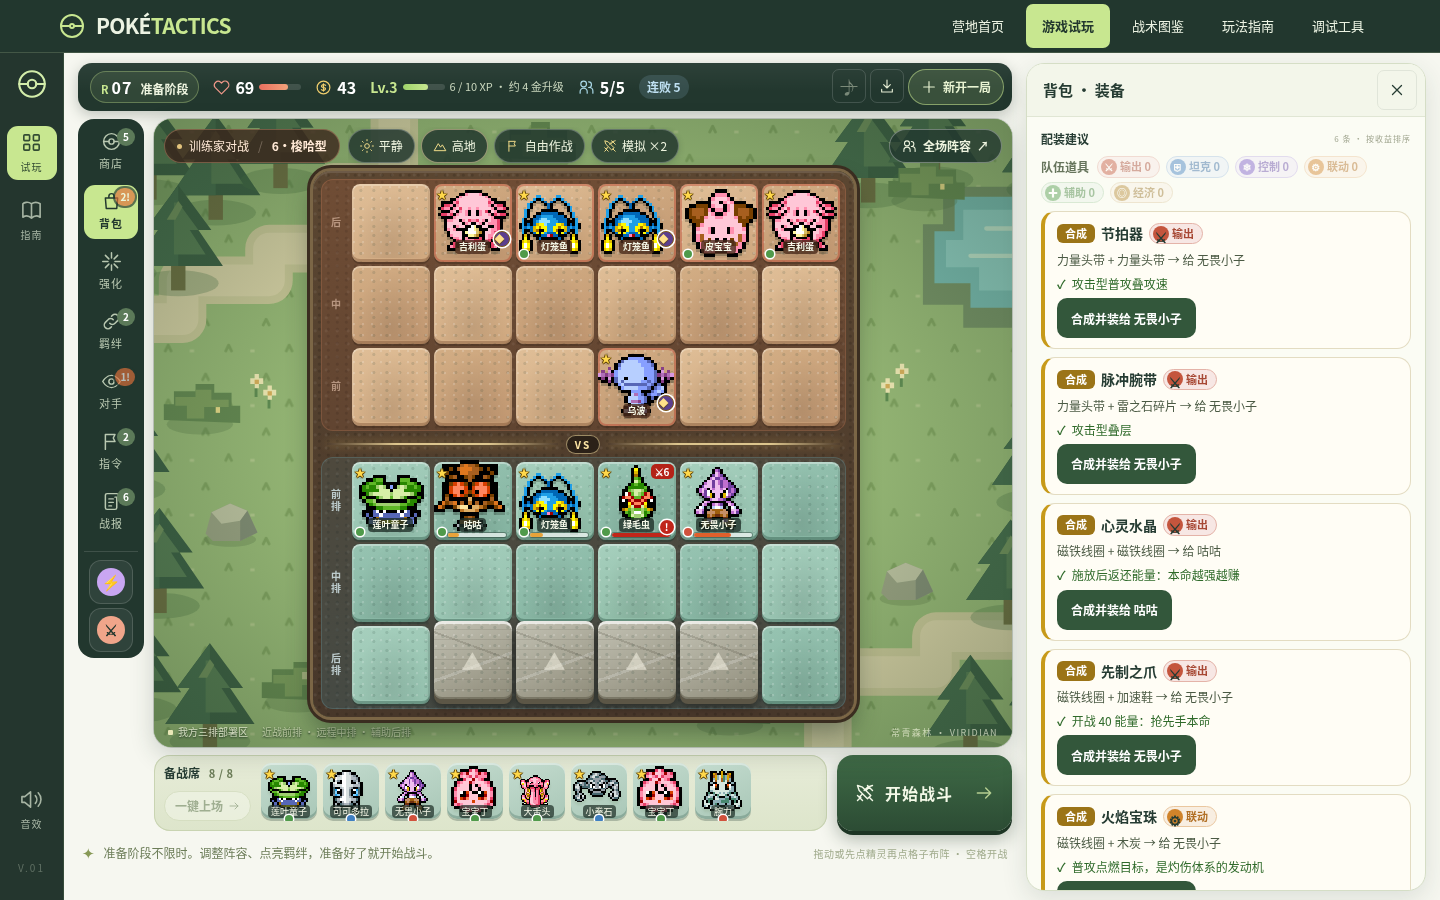 POKÉTACTICS
营地首页
游戏试玩
战术图鉴
玩法指南
调试工具
试玩
指南
音效
V.01
R 07 准备阶段
69
43
Lv.3
6 / 10 XP · 约 4 金升级
5/5
连败 5
新开一局
5
商店
2!
背包
强化
2
羁绊
1!
对手
2
指令
6
战报
训练家对战 / 6·梭哈型
平静
高地
自由作战
模拟 ×2
全场阵容 ↗
后
吉利蛋
灯笼鱼
灯笼鱼
皮宝宝
吉利蛋
中
前
乌波
VS
前排
莲叶童子
咕咕
灯笼鱼
6
绿毛虫
!
无畏小子
中排
后排
我方三排部署区
近战前排 · 远程中排 · 辅助后排
常青森林 · VIRIDIAN
备战席 8 / 8
一键上场 →
莲叶童子
可可多拉
无畏小子
宝宝丁
大舌头
小拳石
宝宝丁
腕力
开始战斗 →
准备阶段不限时。调整阵容、点亮羁绊，准备好了就开始战斗。
拖动或先点精灵再点格子布阵 · 空格开战
背包 · 装备
配装建议
6 条 · 按收益排序
队伍道具
输出 0
坦克 0
控制 0
联动 0
辅助 0
经济 0
合成 节拍器 输出
力量头带 + 力量头带 → 给 无畏小子
✓ 攻击型普攻叠攻速
合成并装给 无畏小子
合成 脉冲腕带 输出
力量头带 + 雷之石碎片 → 给 无畏小子
✓ 攻击型叠层
合成并装给 无畏小子
合成 心灵水晶 输出
磁铁线圈 + 磁铁线圈 → 给 咕咕
✓ 施放后返还能量：本命越强越赚
合成并装给 咕咕
合成 先制之爪 输出
磁铁线圈 + 加速鞋 → 给 无畏小子
✓ 开战 40 能量：抢先手本命
合成并装给 无畏小子
合成 火焰宝珠 联动
力量头带 + 木炭 → 给 无畏小子
✓ 普攻点燃目标，是灼伤体系的发动机